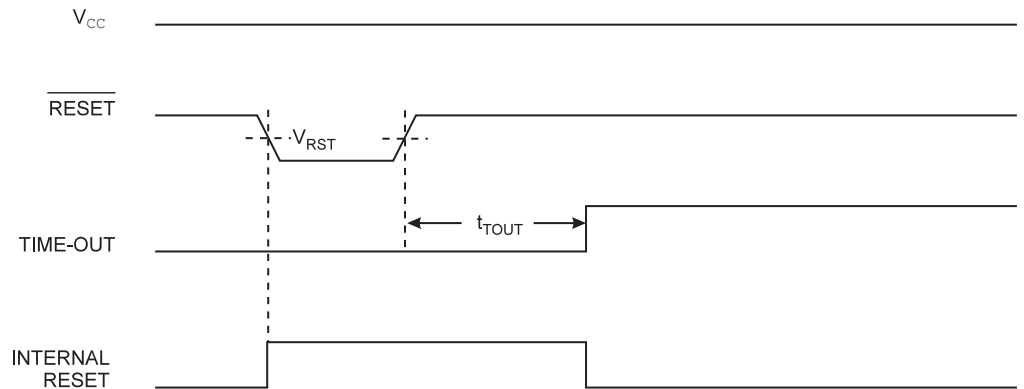 VCC
RESET
VRST
tTOUT
TIME-OUT
INTERNAL
RESET